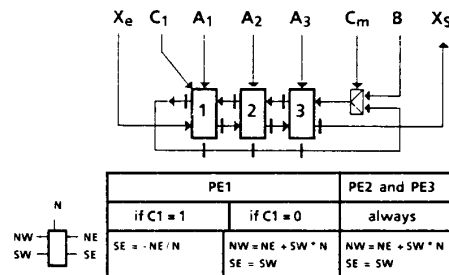 Xe C1 A1 A2 A3 Cm B XS
1 2 3
PE1 PE2 and PE3
if C1 = 1 if C1 = 0 always
N
NW NE
SW SE
SE = -NE/N
NW = NE + SW * N
SE = SW
NW = NE + SW * N
SE = SW